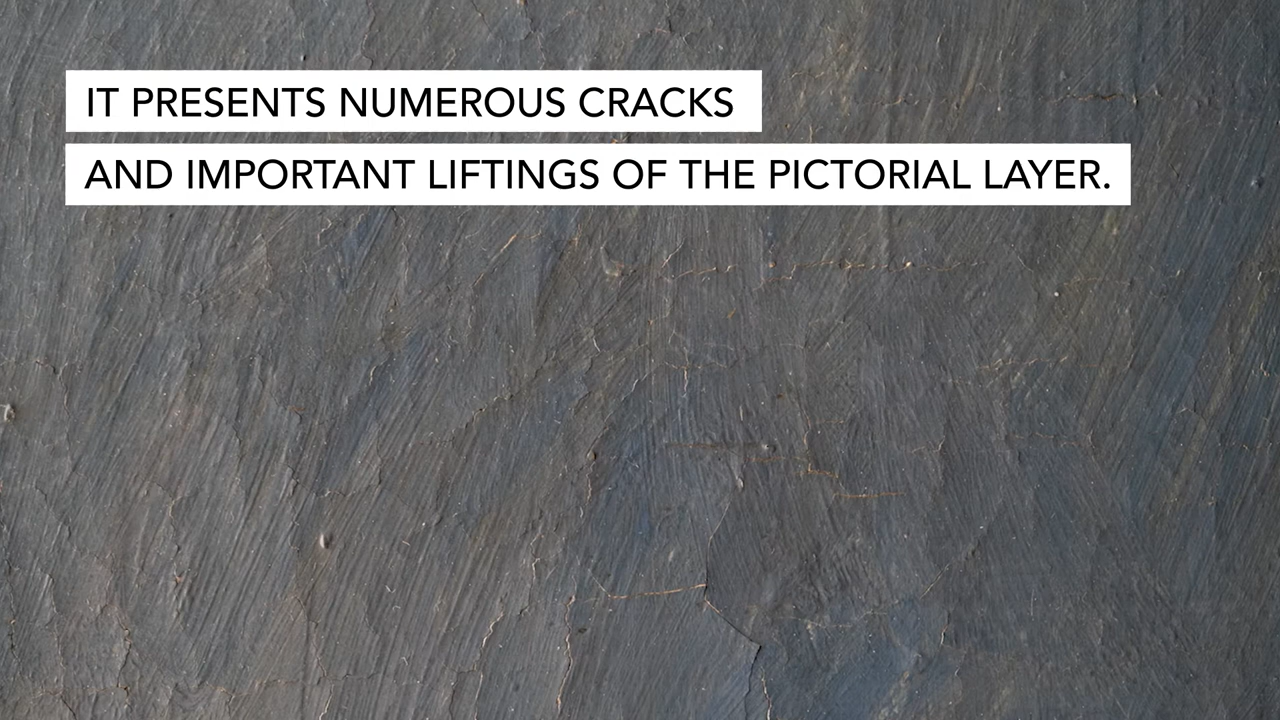 IT PRESENTS NUMEROUS CRACKS
AND IMPORTANT LIFTINGS OF THE PICTORIAL LAYER.